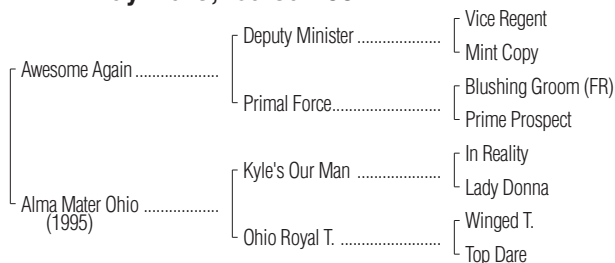 Awesome Again
Alma Mater Ohio
(1995)
Deputy Minister
Primal Force
Kyle's Our Man
Ohio Royal T.
Vice Regent
Mint Copy
Blushing Groom (FR)
Prime Prospect
In Reality
Lady Donna
Winged T.
Top Dare